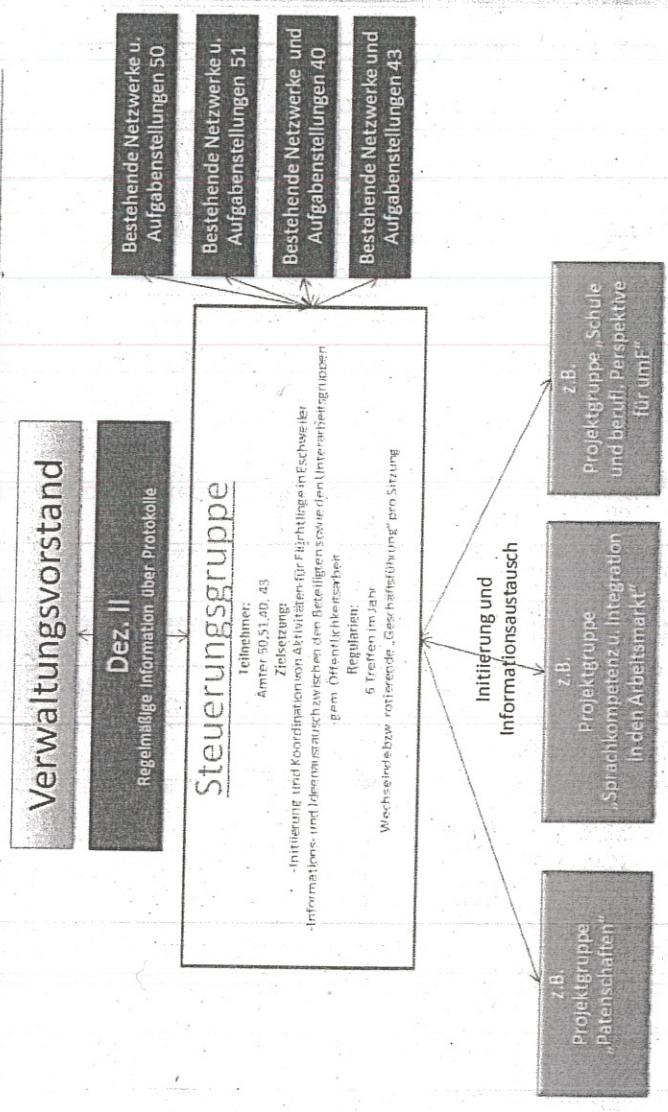 Verwaltungsvorstand
Dez. II
Regelmäßige Information über Protokolle
Steuerungsgruppe
Teilnehmer:
Ämter 50,51,40, 43
Zielsetzung:
-Initiierung und Koordination von Aktivitäten für Flüchtlinge in Eschweiler
-Informations- und Ideenaustausch zwischen den Beteiligten sowie den Unterarbeitsgruppen
-gem. Öffentlichkeitsarbeit
Regularien:
6 Treffen im Jahr
Wechselnde bzw. rotierende „Geschäftsführung" pro Sitzung
Bestehende Netzwerke u.
Aufgabenstellungen 50
Bestehende Netzwerke u.
Aufgabenstellungen 51
Bestehende Netzwerke und
Aufgabenstellungen 40
Bestehende Netzwerke und
Aufgabenstellungen 43
Initiierung und
Informationsaustausch
z.B.
Projektgruppe
„Patenschaften"
z.B.
Projektgruppe
„Sprachkompetenz u. Integration
in den Arbeitsmarkt"
z.B.
Projektgruppe „Schule
und berufl. Perspektive
für umF"